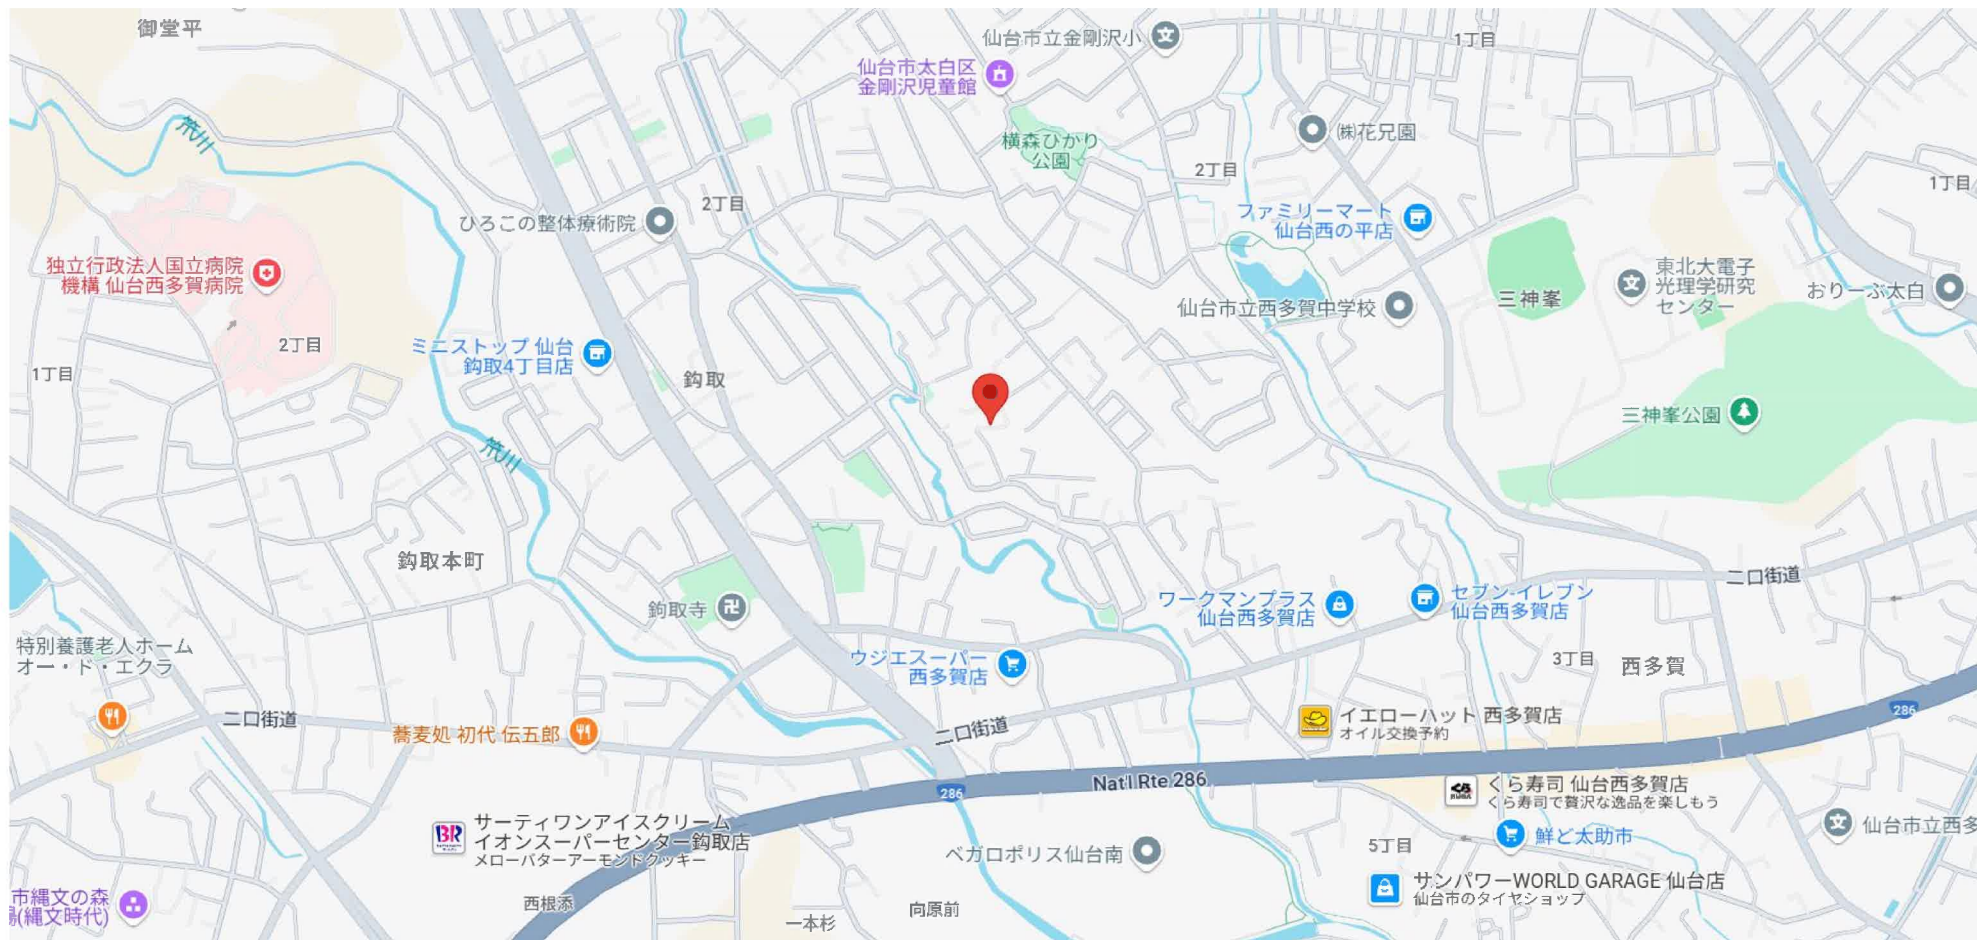 御堂平
仙台市立金剛沢小
1丁目
仙台市太白区
金剛沢児童館
笊川
横森ひかり
公園
㈱花兄園
2丁目
1丁目
ひろこの整体療術院
2丁目
ファミリーマート
仙台西の平店
独立行政法人国立病院
機構 仙台西多賀病院
東北大電子
光理学研究
センター
おりーぶ太白
三神峯
仙台市立西多賀中学校
2丁目
ミニストップ 仙台
鈎取4丁目店
1丁目
鈎取
三神峯公園
笊川
鈎取本町
二口街道
鉤取寺
ワークマンプラス
仙台西多賀店
セブン-イレブン
仙台西多賀店
特別養護老人ホーム
オー・ド・エクラ
ウジエスーパー
西多賀店
3丁目
西多賀
二口街道
蕎麦処 初代 伝五郎
二口街道
イエローハット 西多賀店
オイル交換予約
286
Nat'l Rte 286
286
くら寿司 仙台西多賀店
くら寿司で贅沢な逸品を楽しもう
BR
サーティワンアイスクリーム
イオンスーパーセンター鈎取店
メローバターアーモンドクッキー
鮮ど太助市
仙台市立西多
5丁目
ベガロポリス仙台南
サンパワーWORLD GARAGE 仙台店
仙台市のタイヤショップ
市縄文の森
(縄文時代)
西根添
一本杉
向原前